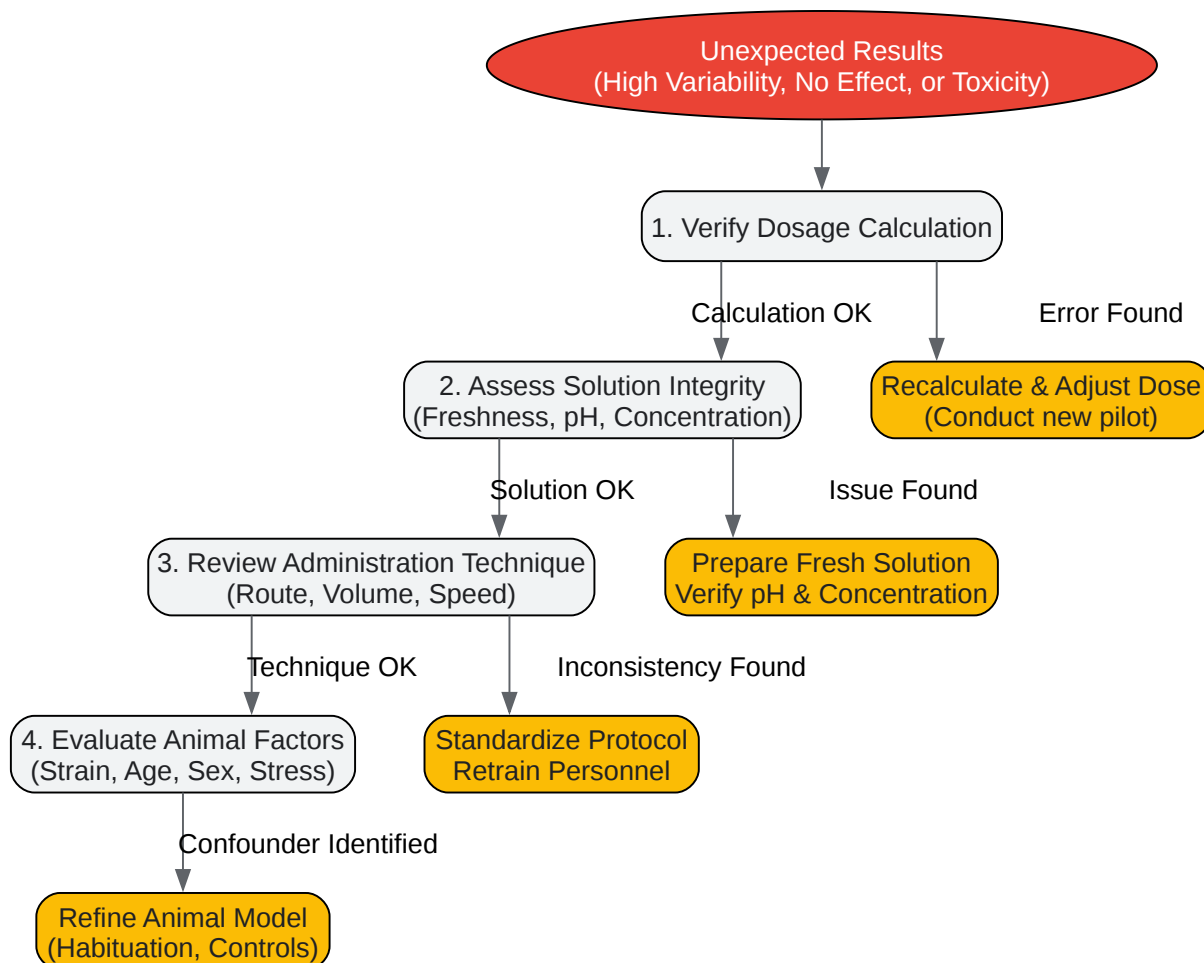 Unexpected Results
(High Variability, No Effect, or Toxicity)
1. Verify Dosage Calculation
Calculation OK
Error Found
2. Assess Solution Integrity
(Freshness, pH, Concentration)
Recalculate & Adjust Dose
(Conduct new pilot)
Solution OK
Issue Found
3. Review Administration Technique
(Route, Volume, Speed)
Prepare Fresh Solution
Verify pH & Concentration
Technique OK
Inconsistency Found
4. Evaluate Animal Factors
(Strain, Age, Sex, Stress)
Standardize Protocol
Retrain Personnel
Confounder Identified
Refine Animal Model
(Habituation, Controls)